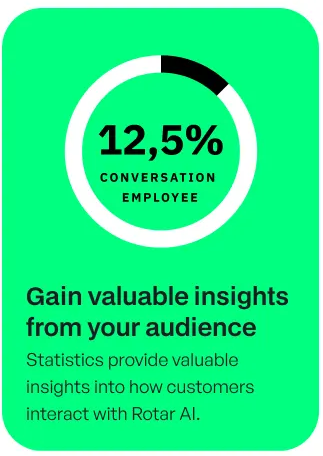 12,5%
CONVERSATION
EMPLOYEE
Gain valuable insights
from your audience
Statistics provide valuable
insights into how customers
interact with Rotar AI.